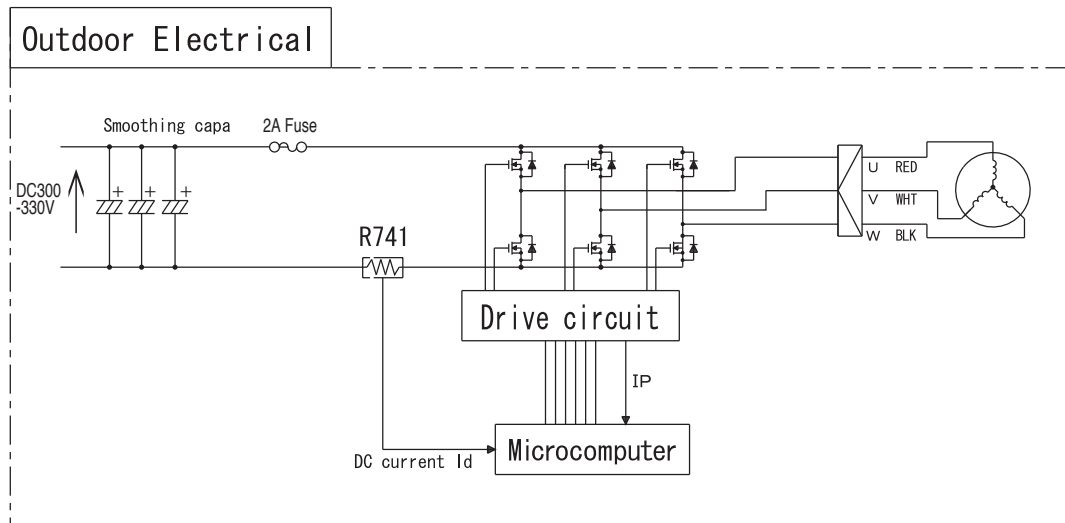 Outdoor Electrical
Smoothing capa
2A Fuse
DC300
-330V
+
+
+
R741
U RED
V WHT
W BLK
Drive circuit
IP
Microcomputer
DC current Id